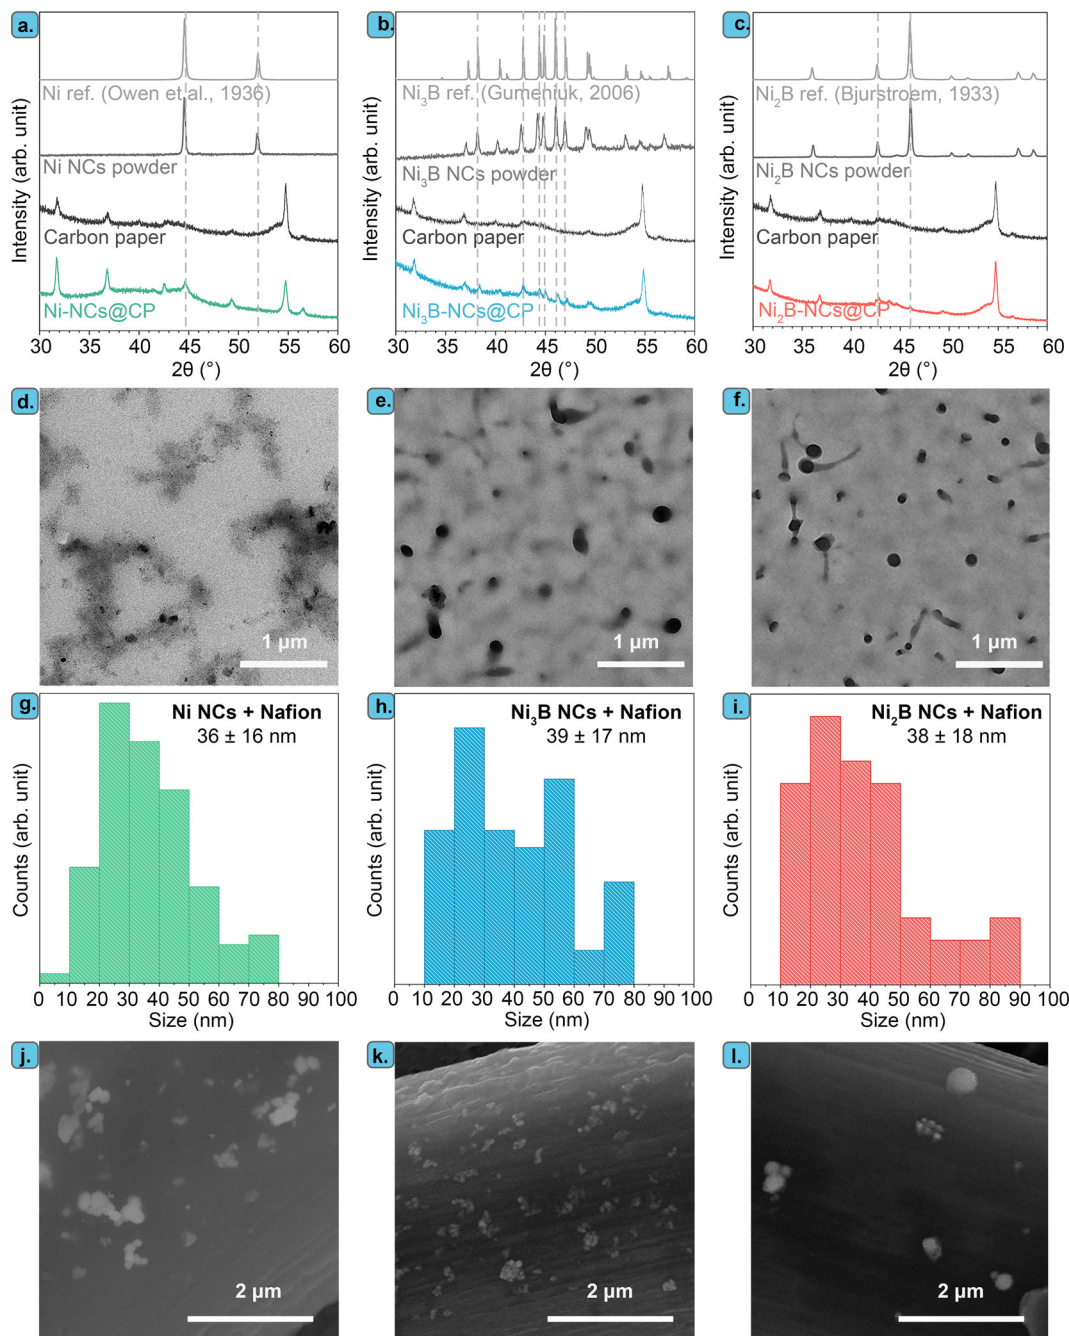 a.
Intensity (arb. unit)
Ni ref. (Owen et al., 1936)
Ni NCs powder
Carbon paper
Ni-NCs@CP
30 35 40 45 50 55 60
2θ (°)
b.
Intensity (arb. unit)
Ni₃B ref. (Gumeniuk, 2006)
Ni₃B NCs powder
Carbon paper
Ni₃B-NCs@CP
30 35 40 45 50 55 60
2θ (°)
c.
Intensity (arb. unit)
Ni₂B ref. (Bjurstroem, 1933)
Ni₂B NCs powder
Carbon paper
Ni₂B-NCs@CP
30 35 40 45 50 55 60
2θ (°)
d.
1 µm
e.
1 µm
f.
1 µm
g.
Counts (arb. unit)
Ni NCs + Nafion
36 ± 16 nm
0 10 20 30 40 50 60 70 80 90 100
Size (nm)
h.
Counts (arb. unit)
Ni₃B NCs + Nafion
39 ± 17 nm
0 10 20 30 40 50 60 70 80 90 100
Size (nm)
i.
Counts (arb. unit)
Ni₂B NCs + Nafion
38 ± 18 nm
0 10 20 30 40 50 60 70 80 90 100
Size (nm)
j.
2 µm
k.
2 µm
l.
2 µm